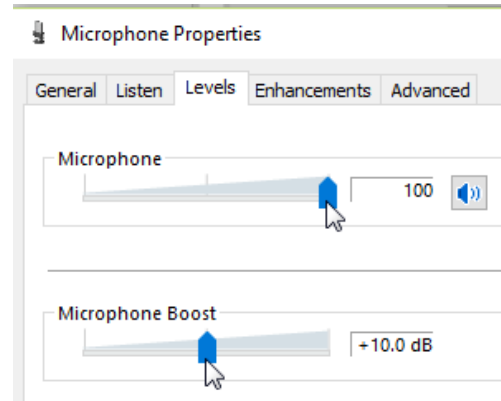 Microphone Properties
General Listen Levels Enhancements Advanced
Microphone
100
Microphone Boost
+10.0 dB